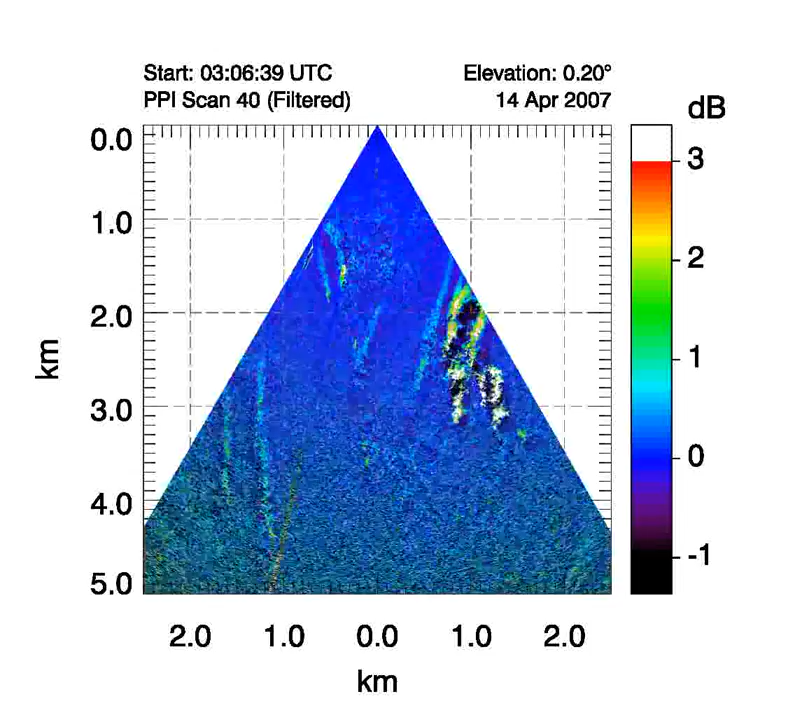 Start: 03:06:39 UTC
Elevation: 0.20°
PPI Scan 40 (Filtered)
14 Apr 2007
dB
0.0
1.0
2.0
3.0
4.0
5.0
km
2.0
1.0
0.0
1.0
2.0
km
3
2
1
0
-1